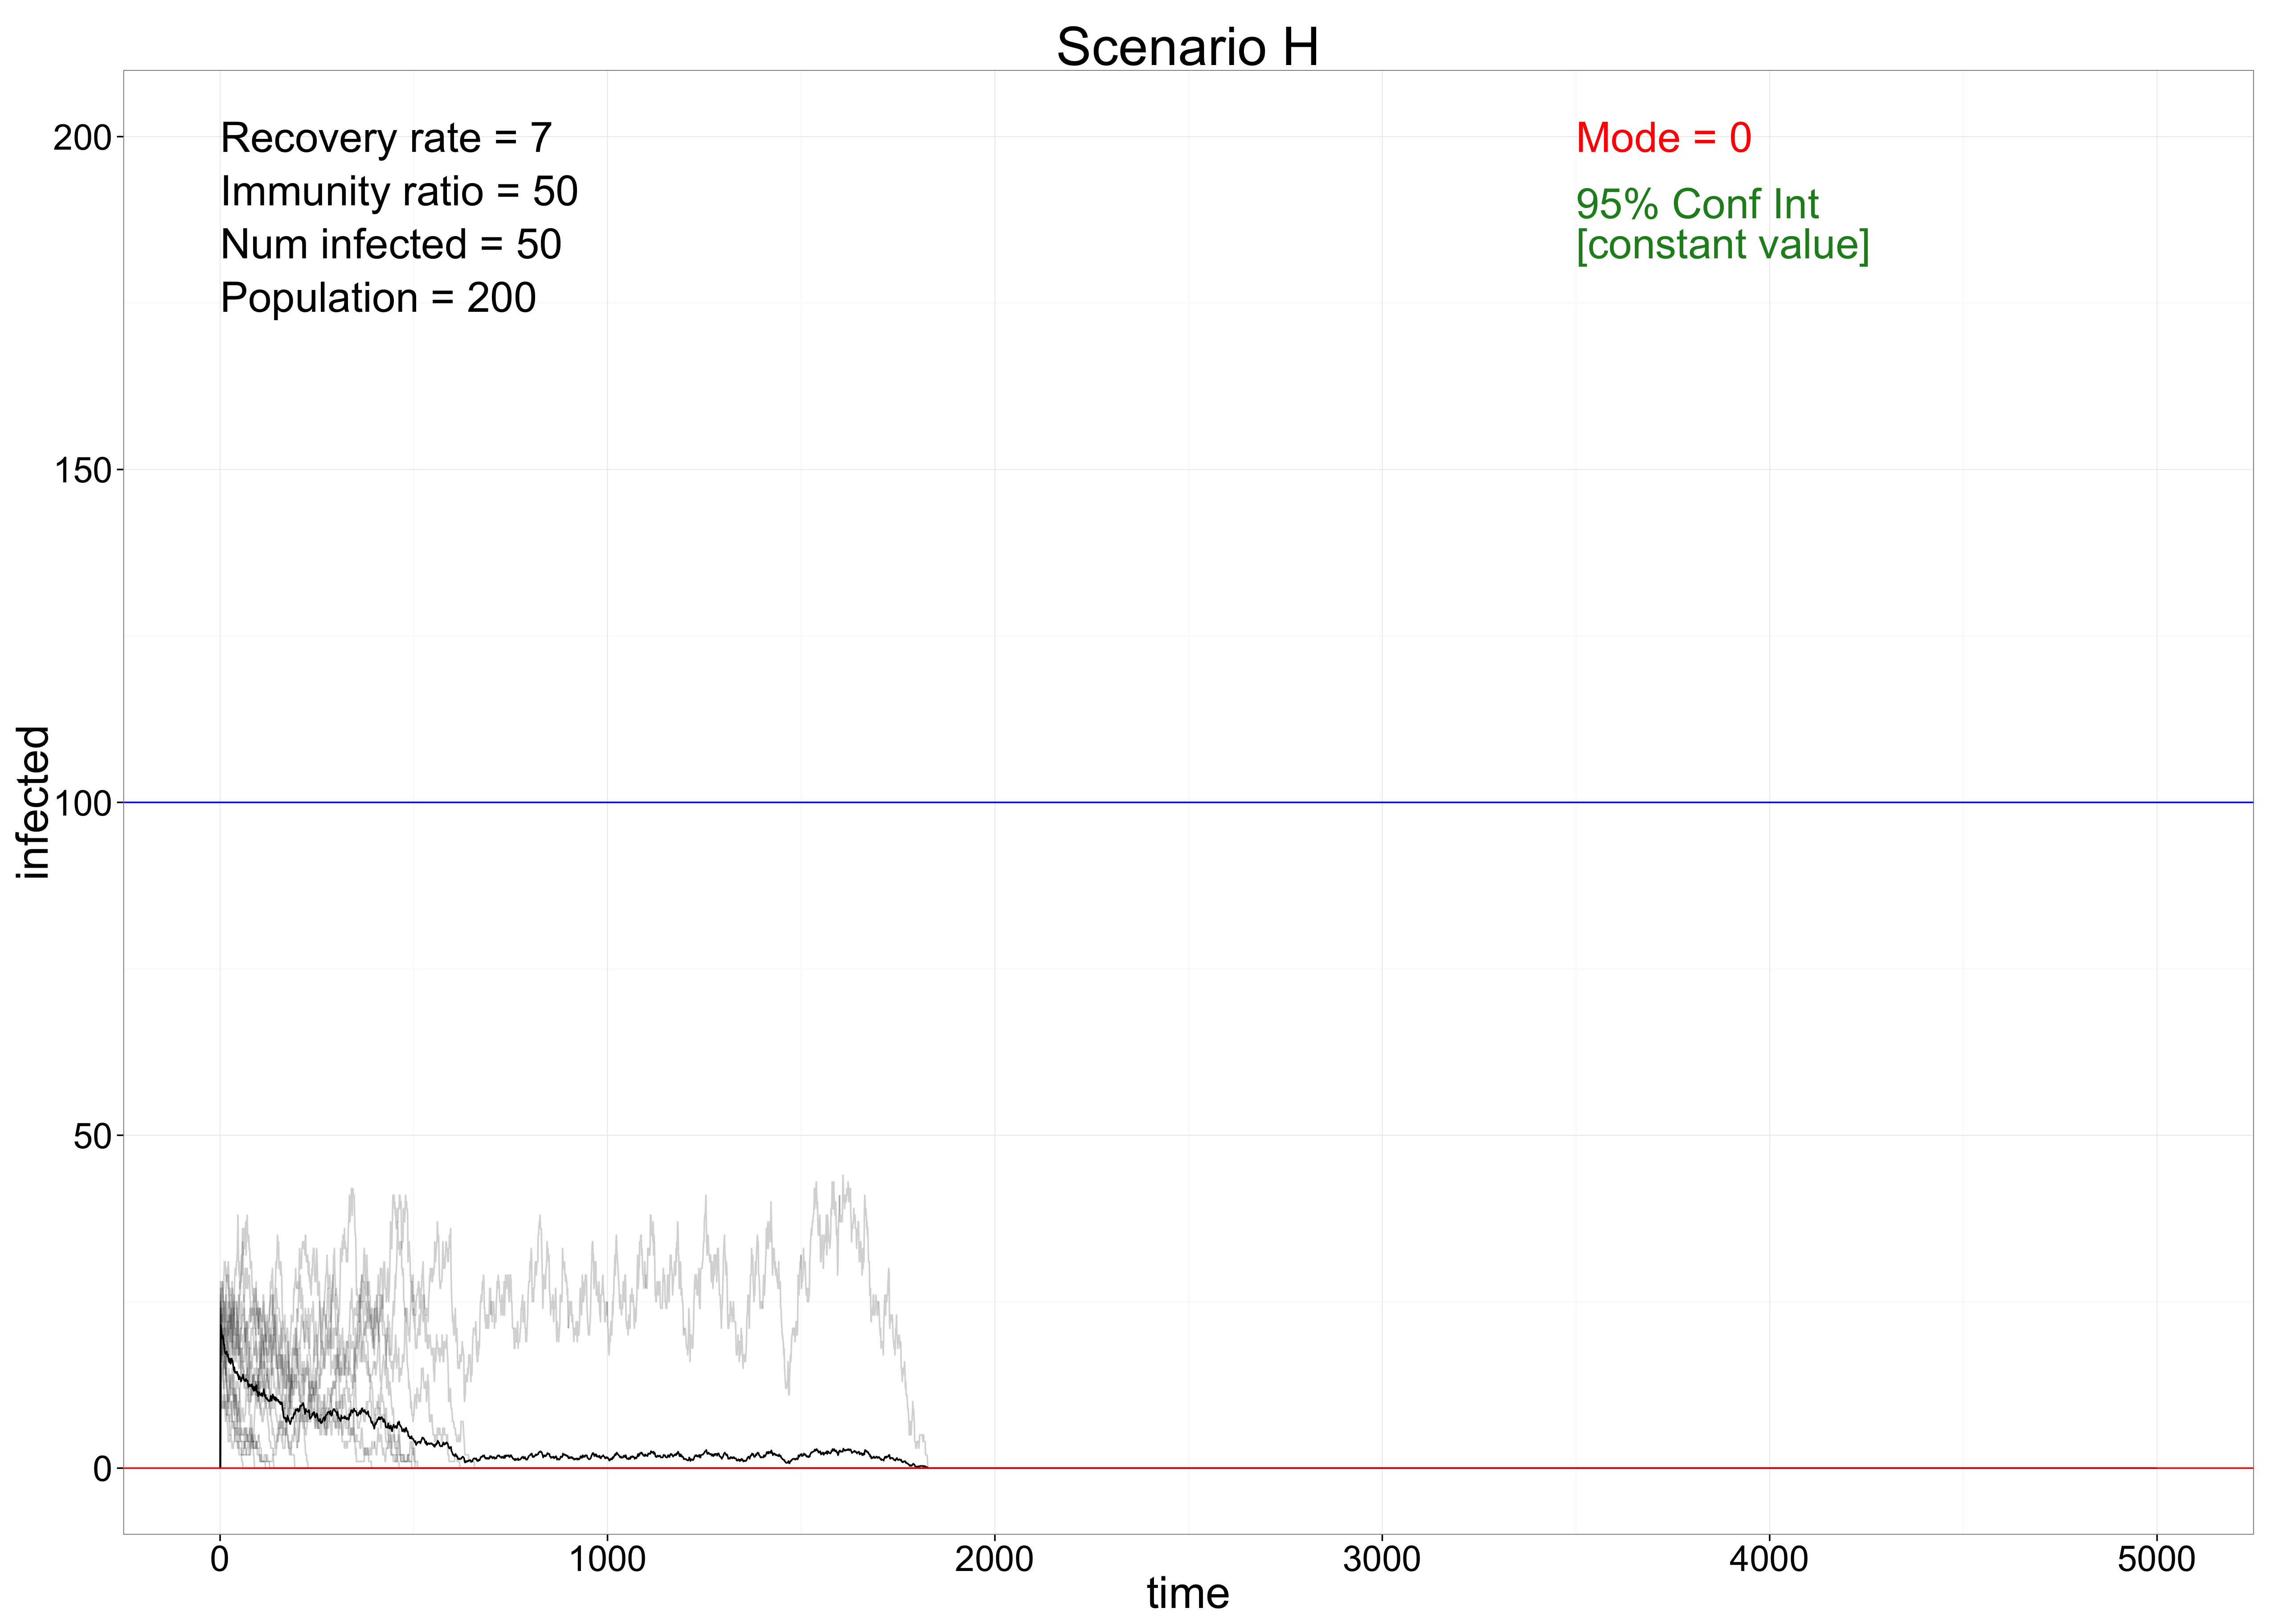 Scenario H
Recovery rate = 7
Immunity ratio = 50
Num infected = 50
Population = 200
Mode = 0
95% Conf Int
[constant value]
infected
200
150
100
50
0
0 1000 2000 3000 4000 5000
time